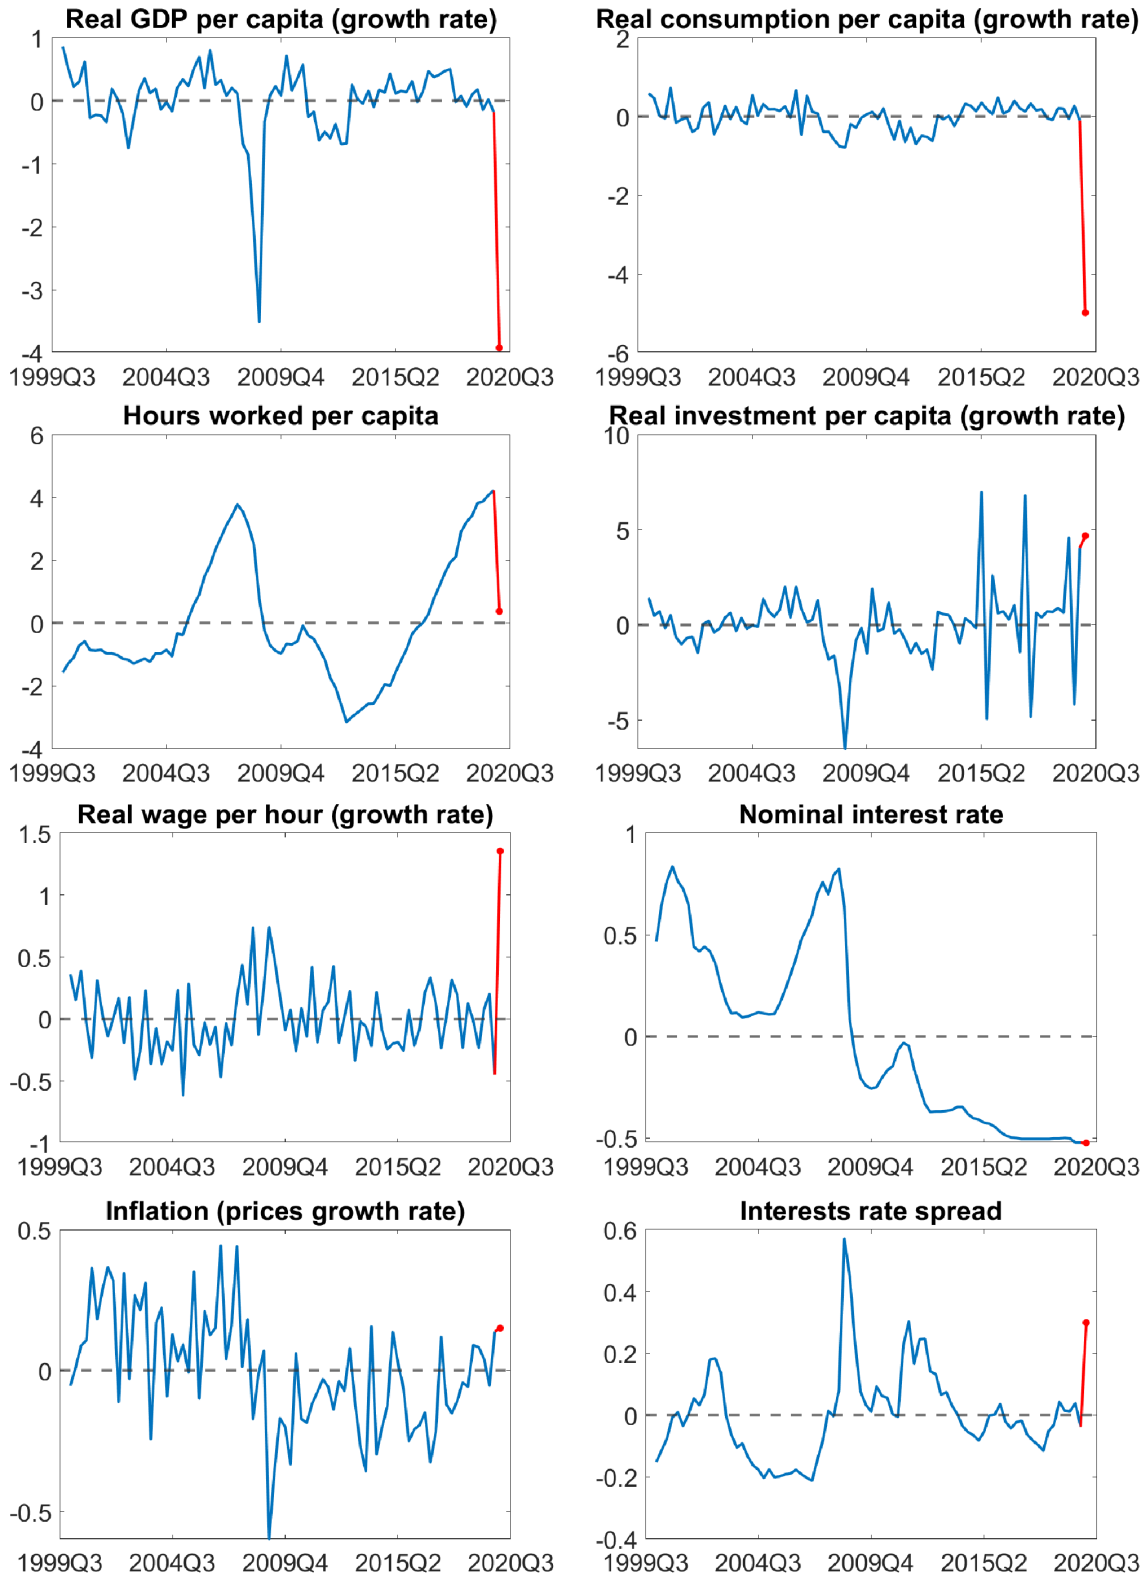 Real GDP per capita (growth rate)
1
0
-1
-2
-3
-4
1999Q3 2004Q3 2009Q4 2015Q2 2020Q3
Real consumption per capita (growth rate)
2
0
-2
-4
-6
1999Q3 2004Q3 2009Q4 2015Q2 2020Q3
Hours worked per capita
6
4
2
0
-2
-4
1999Q3 2004Q3 2009Q4 2015Q2 2020Q3
Real investment per capita (growth rate)
10
5
0
-5
1999Q3 2004Q3 2009Q4 2015Q2 2020Q3
Real wage per hour (growth rate)
1.5
1
0.5
0
-0.5
-1
1999Q3 2004Q3 2009Q4 2015Q2 2020Q3
Nominal interest rate
1
0.5
0
-0.5
1999Q3 2004Q3 2009Q4 2015Q2 2020Q3
Inflation (prices growth rate)
0.5
0
-0.5
1999Q3 2004Q3 2009Q4 2015Q2 2020Q3
Interests rate spread
0.6
0.4
0.2
0
-0.2
-0.4
1999Q3 2004Q3 2009Q4 2015Q2 2020Q3